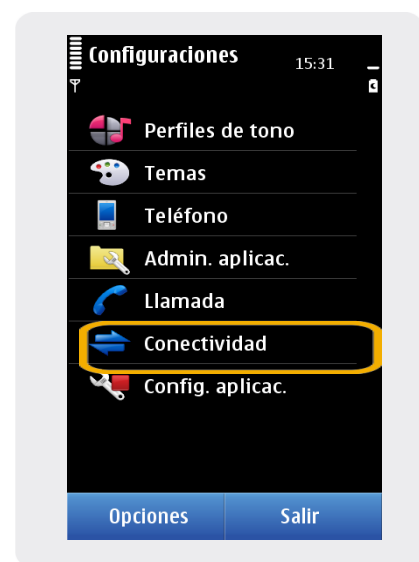 Configuraciones
15:31
Perfiles de tono
Temas
Teléfono
Admin. aplicac.
Llamada
Conectividad
Config. aplicac.
Opciones
Salir